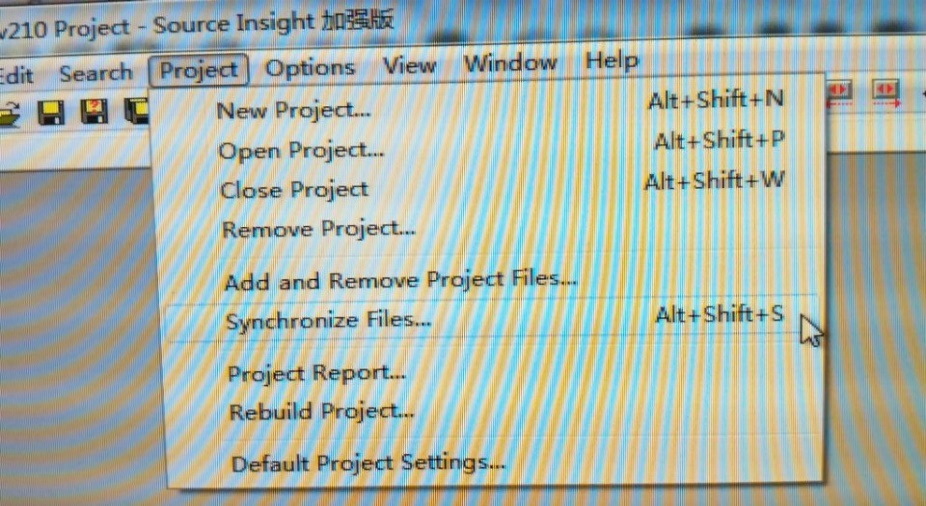 v210 Project - Source Insight 加强版
Edit Search Project Options View Window Help
New Project... Alt+Shift+N
Open Project... Alt+Shift+P
Close Project Alt+Shift+W
Remove Project...
Add and Remove Project Files...
Synchronize Files... Alt+Shift+S
Project Report...
Rebuild Project...
Default Project Settings...